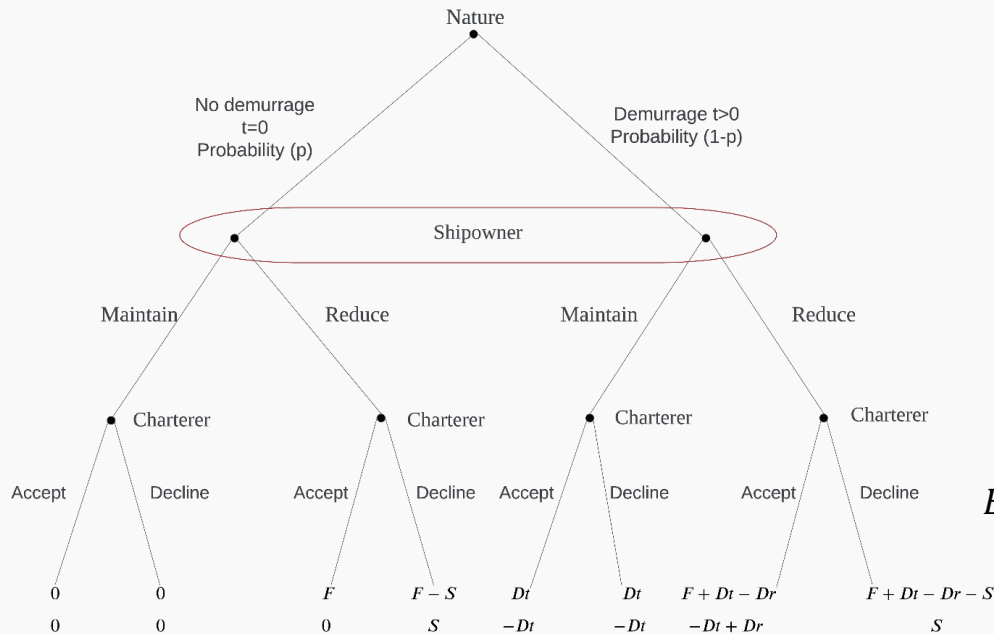 Nature
No demurrage
t=0
Probability (p)
Demurrage t>0
Probability (1-p)
Shipowner
Maintain
Reduce
Maintain
Reduce
Charterer
Charterer
Charterer
Charterer
Accept
Decline
Accept
Decline
Accept
Decline
Accept
Decline
E
0 0 F F − S Dt Dt F + Dt − Dr F + Dt − Dr − S
0 0 0 S −Dt −Dt −Dt + Dr S